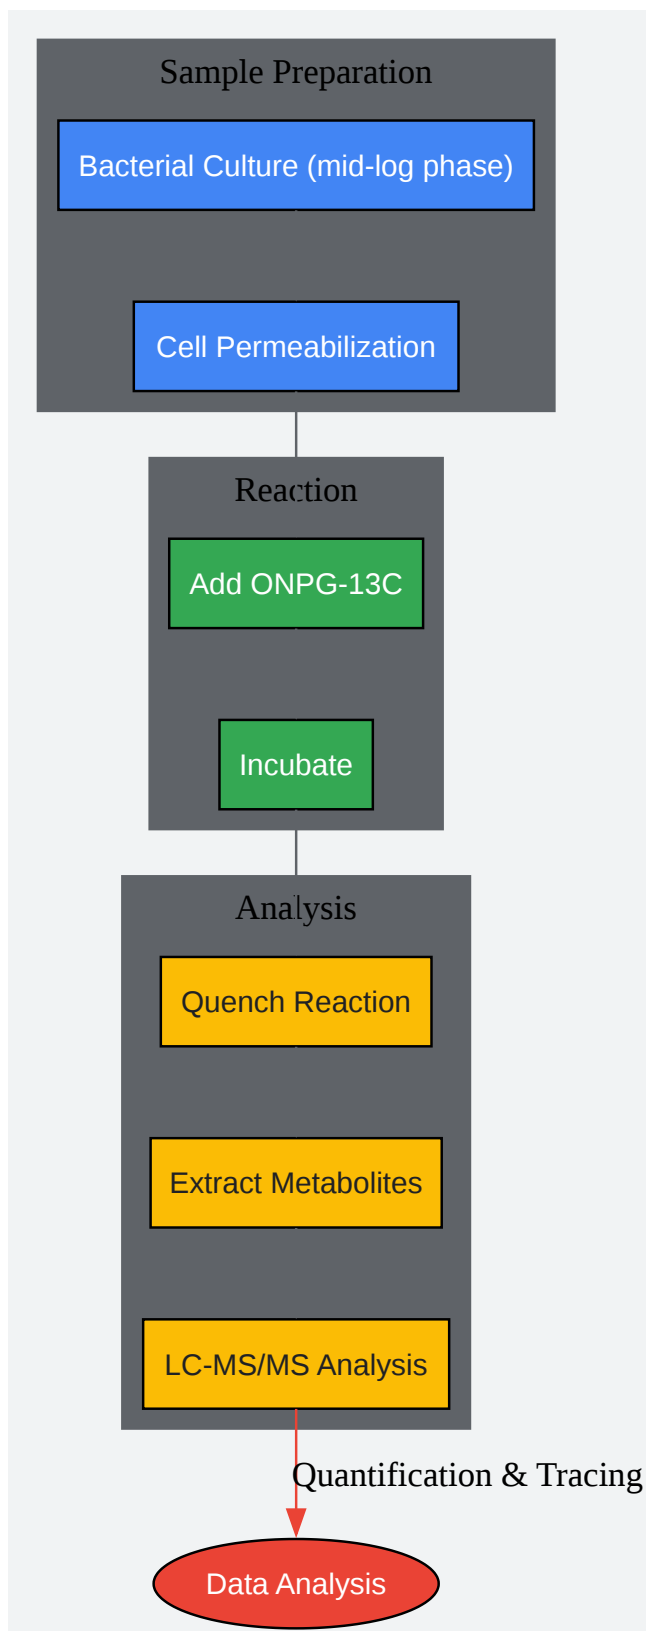 Sample Preparation
Bacterial Culture (mid-log phase)
Cell Permeabilization
Reaction
Add ONPG-13C
Incubate
Analysis
Quench Reaction
Extract Metabolites
LC-MS/MS Analysis
Quantification & Tracing
Data Analysis